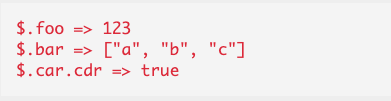 $.foo => 123
$.bar => ["a", "b", "c"]
$.car.cdr => true